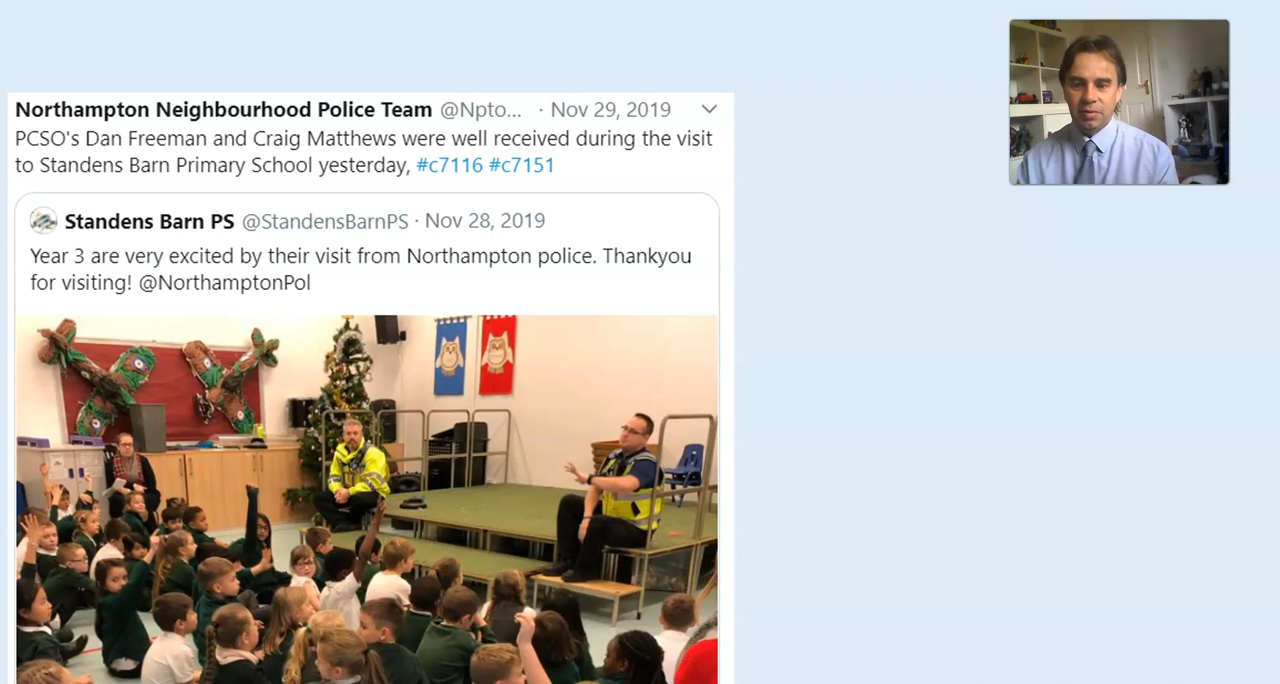 Northampton Neighbourhood Police Team @Npto... · Nov 29, 2019
PCSO's Dan Freeman and Craig Matthews were well received during the visit
to Standens Barn Primary School yesterday, #c7116 #c7151
Standens Barn PS @StandensBarnPS · Nov 28, 2019
Year 3 are very excited by their visit from Northampton police. Thankyou
for visiting! @NorthamptonPol